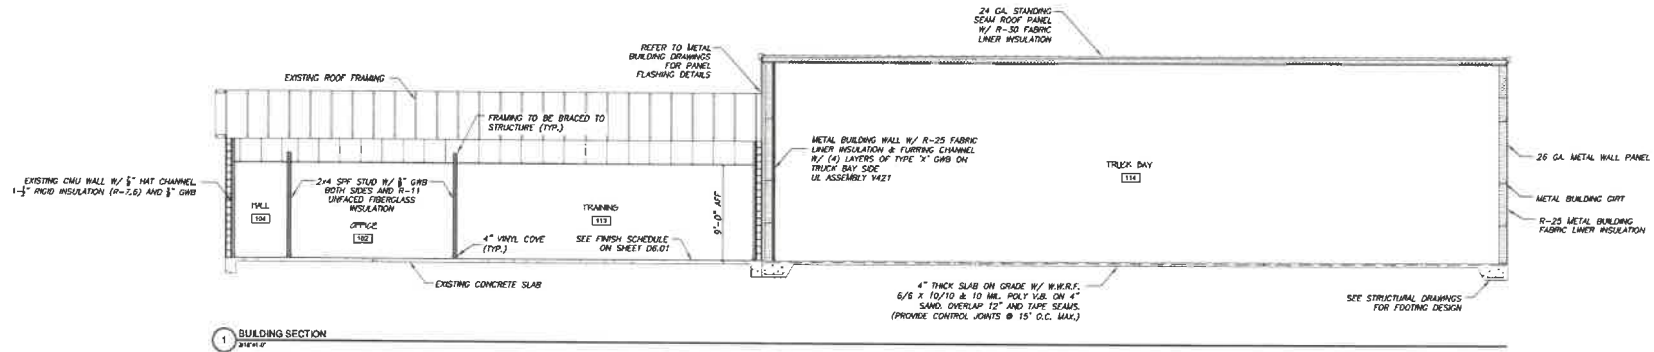 24 GA. STANDING
SEAM ROOF PANEL
W/ R-30 FABRIC
LINER INSULATION
REFER TO METAL
BUILDING DRAWINGS
FOR PANEL
FLASHING DETAILS
EXISTING ROOF FRAMING
FRAMING TO BE BRACED TO
STRUCTURE (TYP.)
METAL BUILDING WALL W/ R-25 FABRIC
LINER INSULATION & FURRING CHANNEL
W/ (4) LAYERS OF TYPE 'X' GWB ON
TRUCK BAY SIDE
UL ASSEMBLY V421
TRUCK BAY
114
26 GA. METAL WALL PANEL
EXISTING CMU WALL W/ ⅞" HAT CHANNEL,
1-½" RIGID INSULATION (R-7.6) AND ⅝" GWB
2x4 SPF STUD W/ ⅝" GWB
BOTH SIDES AND R-11
UNFACED FIBERGLASS
INSULATION
HALL
104
OFFICE
102
TRAINING
113
9'-0" AFF
METAL BUILDING GIRT
R-25 METAL BUILDING
FABRIC LINER INSULATION
4" VINYL COVE
(TYP.)
SEE FINISH SCHEDULE
ON SHEET D6.01
EXISTING CONCRETE SLAB
4" THICK SLAB ON GRADE W/ W.W.R.F.
6/6 X 10/10 & 10 MIL. POLY V.B. ON 4"
SAND. OVERLAP 12" AND TAPE SEAMS.
(PROVIDE CONTROL JOINTS @ 15' O.C. MAX.)
SEE STRUCTURAL DRAWINGS
FOR FOOTING DESIGN
1 BUILDING SECTION
3/16"=1'-0"